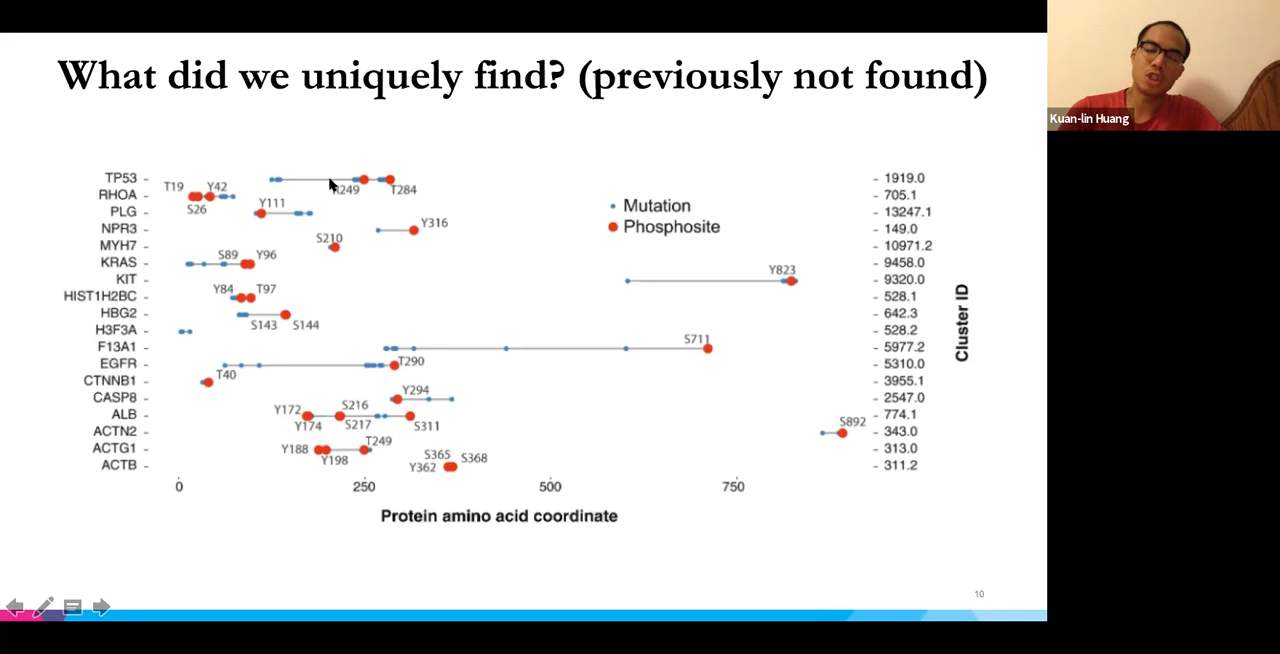 What did we uniquely find? (previously not found)
Kuan-lin Huang
TP53 - R249 T284 - 1919.0
RHOA - T19 S26 Y42 - 705.1
PLG - Y111 - 13247.1
NPR3 - Y316 - 149.0
MYH7 - S210 - 10971.2
KRAS - S89 Y96 - 9458.0
KIT - Y823 - 9320.0
HIST1H2BC - Y84 T97 - 528.1
HBG2 - S143 S144 - 642.3
H3F3A - - 528.2
F13A1 - S711 - 5977.2
EGFR - T290 - 5310.0
CTNNB1 - T40 - 3955.1
CASP8 - Y294 - 2547.0
ALB - Y172 Y174 S216 S217 S311 - 774.1
ACTN2 - S892 - 343.0
ACTG1 - Y188 Y198 T249 - 313.0
ACTB - Y362 S365 S368 - 311.2
Mutation
Phosphosite
Cluster ID
0 250 500 750
Protein amino acid coordinate
10